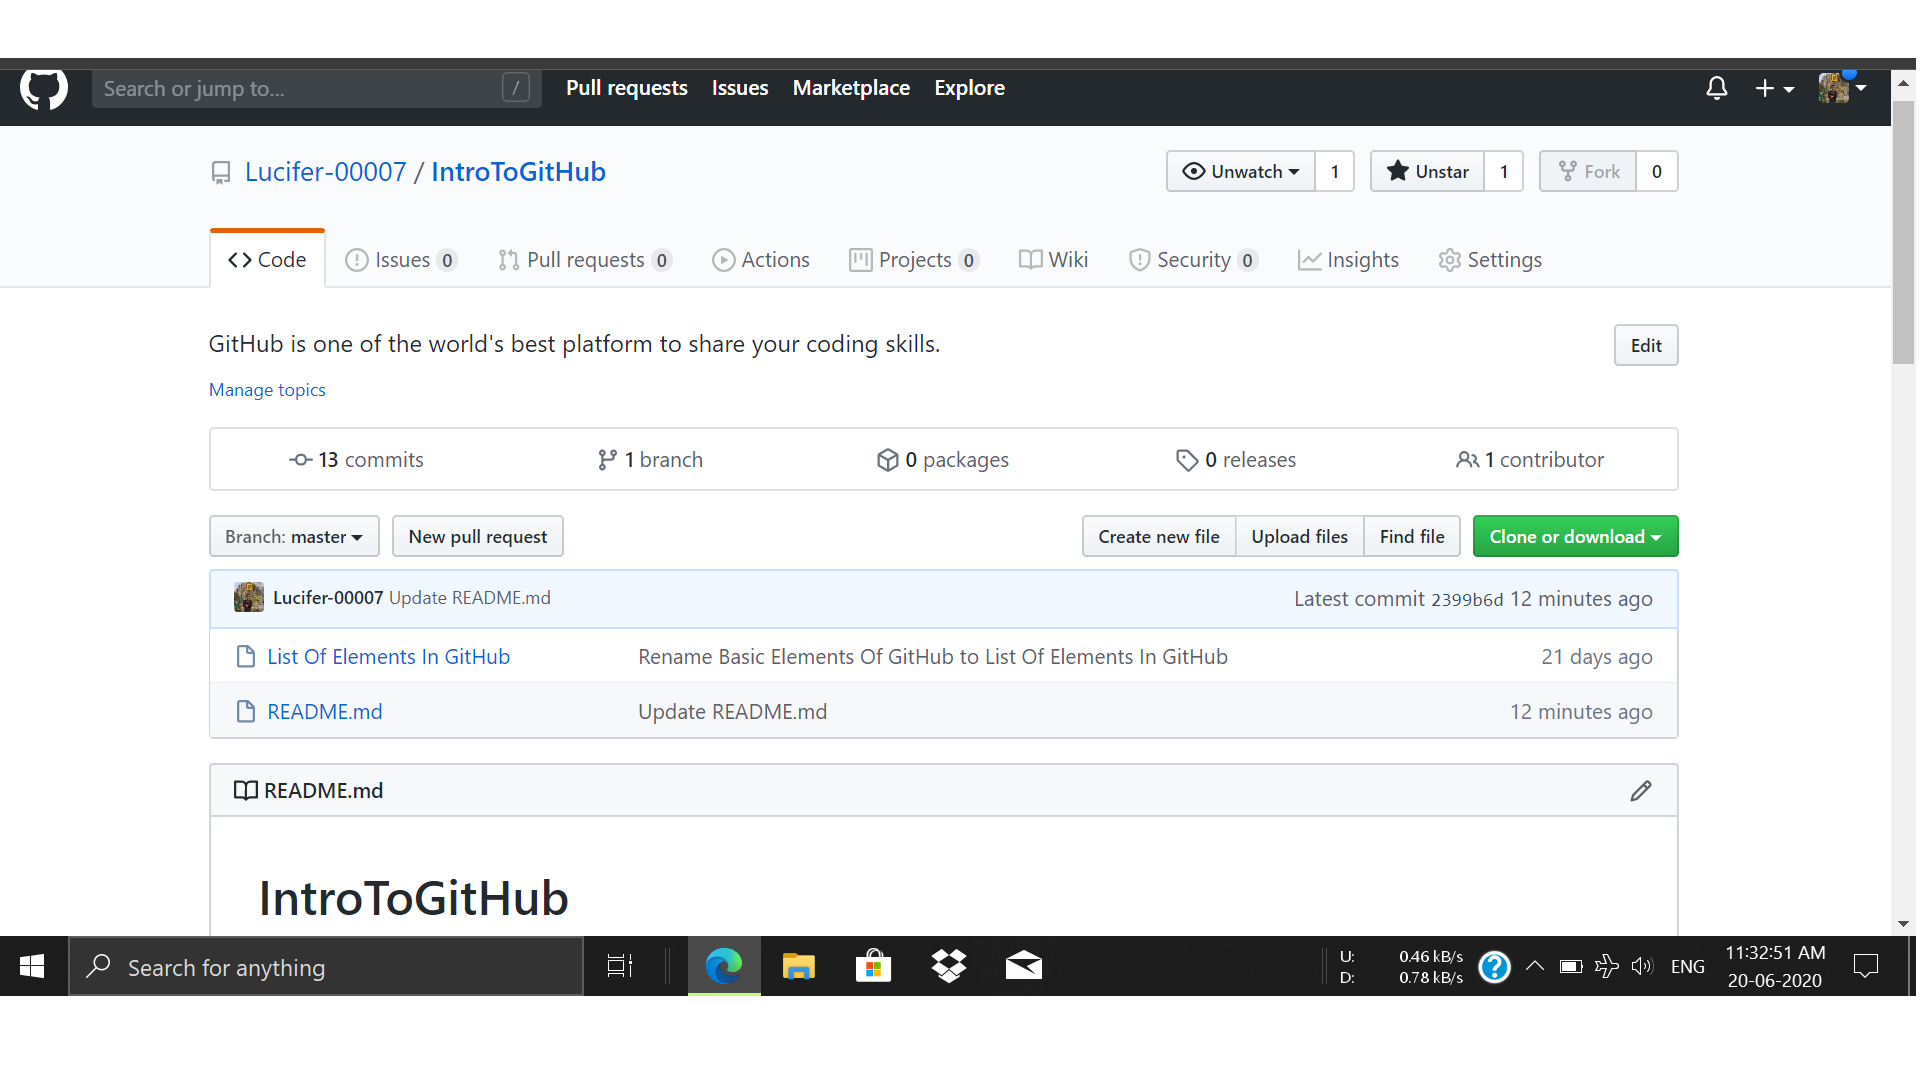 Search or jump to... /
Pull requests Issues Marketplace Explore
Lucifer-00007 / IntroToGitHub
Unwatch 1 Unstar 1 Fork 0
Code Issues 0 Pull requests 0 Actions Projects 0 Wiki Security 0 Insights Settings
GitHub is one of the world's best platform to share your coding skills.
Edit
Manage topics
13 commits 1 branch 0 packages 0 releases 1 contributor
Branch: master New pull request Create new file Upload files Find file Clone or download
Lucifer-00007 Update README.md Latest commit 2399b6d 12 minutes ago
List Of Elements In GitHub Rename Basic Elements Of GitHub to List Of Elements In GitHub 21 days ago
README.md Update README.md 12 minutes ago
README.md
IntroToGitHub
Search for anything
U: 0.46 kB/s
D: 0.78 kB/s
ENG
11:32:51 AM
20-06-2020